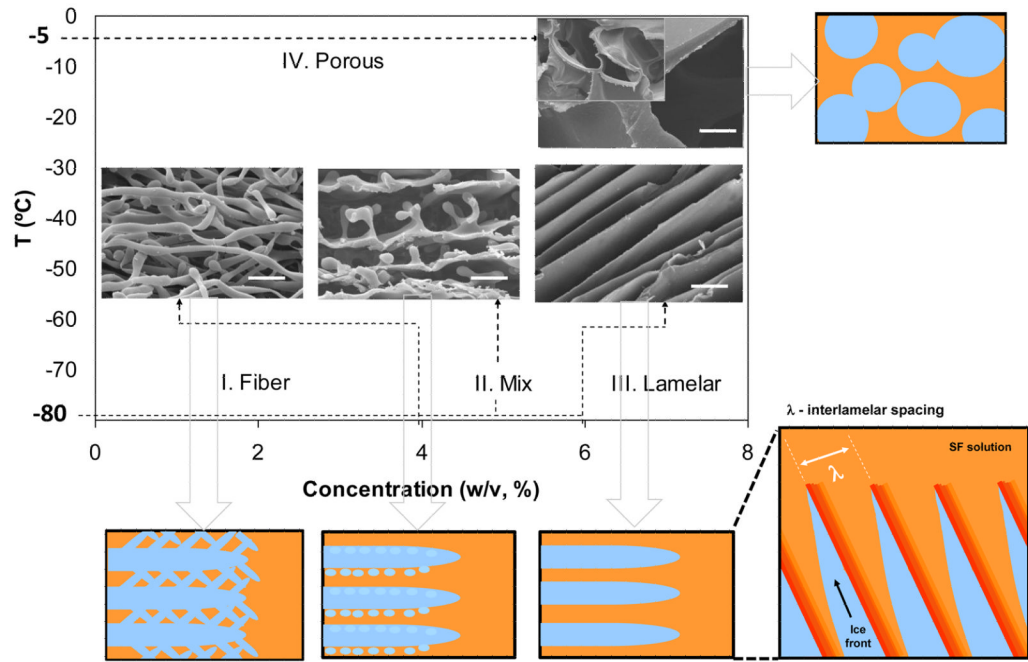 0
-5
-10
-20
-30
-40
-50
-60
-70
-80
T (ºC)
IV. Porous
I. Fiber
II. Mix
III. Lamelar
0
2
4
6
8
Concentration (w/v, %)
λ - interlamelar spacing
SF solution
λ
Ice
front